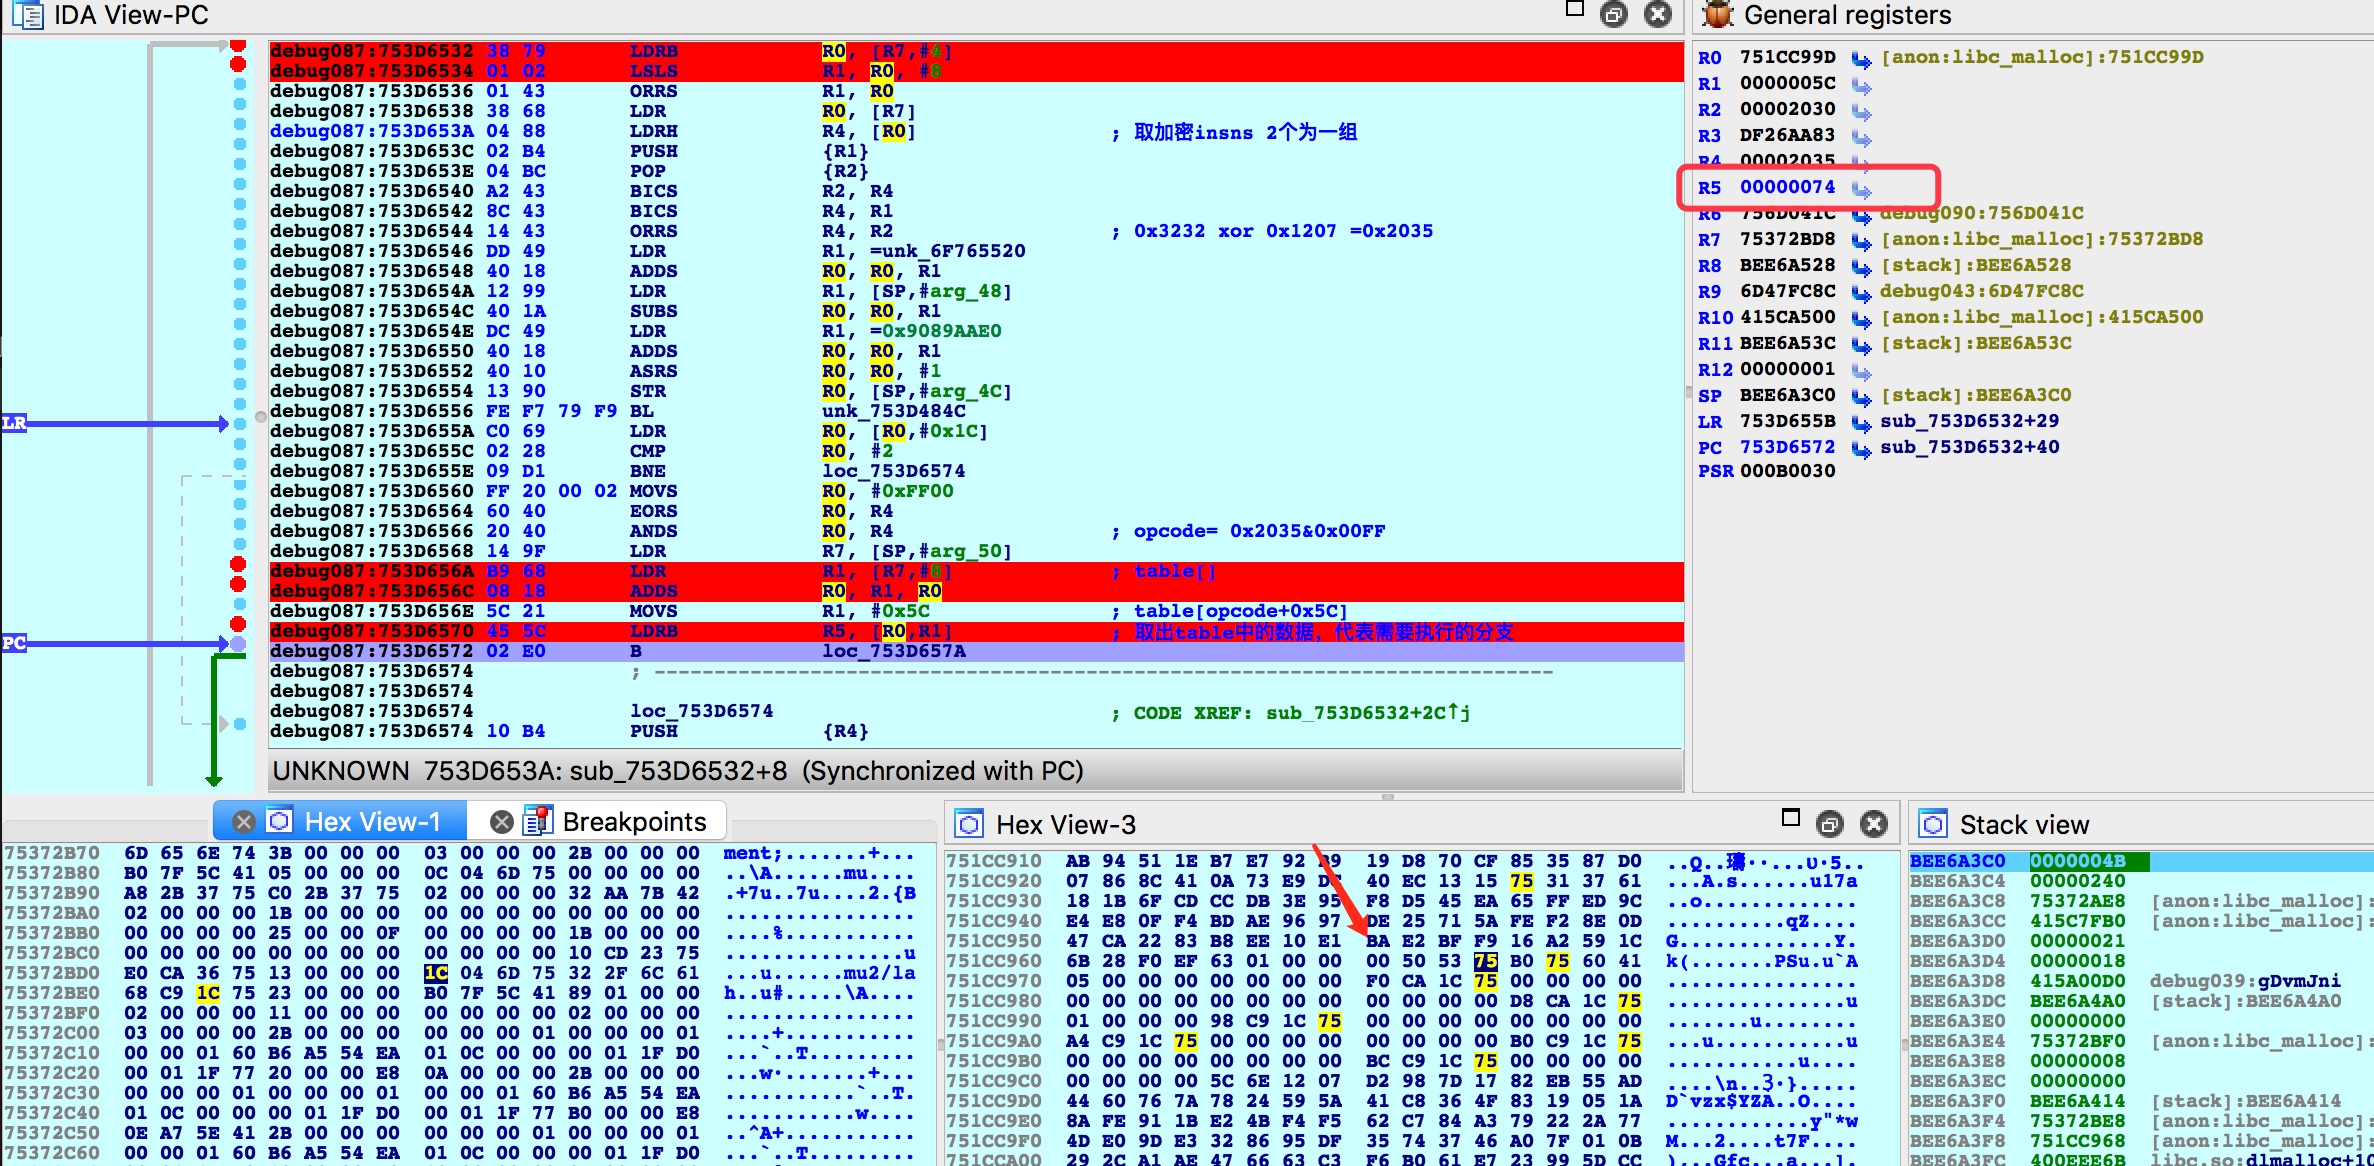 IDA View-PC
debug087:753D6532 38 79 LDRB R0, [R7,#4]
debug087:753D6534 01 02 LSLS R1, R0, #8
debug087:753D6536 01 43 ORRS R1, R0
debug087:753D6538 38 68 LDR R0, [R7]
debug087:753D653A 04 88 LDRH R4, [R0] ; 取加密insns 2个为一组
debug087:753D653C 02 B4 PUSH {R1}
debug087:753D653E 04 BC POP {R2}
debug087:753D6540 A2 43 BICS R2, R4
debug087:753D6542 8C 43 BICS R4, R1
debug087:753D6544 14 43 ORRS R4, R2 ; 0x3232 xor 0x1207 =0x2035
debug087:753D6546 DD 49 LDR R1, =unk_6F765520
debug087:753D6548 40 18 ADDS R0, R0, R1
debug087:753D654A 12 99 LDR R1, [SP,#arg_48]
debug087:753D654C 40 1A SUBS R0, R0, R1
debug087:753D654E DC 49 LDR R1, =0x9089AAE0
debug087:753D6550 40 18 ADDS R0, R0, R1
debug087:753D6552 40 10 ASRS R0, R0, #1
debug087:753D6554 13 90 STR R0, [SP,#arg_4C]
debug087:753D6556 FE F7 79 F9 BL unk_753D484C
debug087:753D655A C0 69 LDR R0, [R0,#0x1C]
debug087:753D655C 02 28 CMP R0, #2
debug087:753D655E 09 D1 BNE loc_753D6574
debug087:753D6560 FF 20 00 02 MOVS R0, #0xFF00
debug087:753D6564 60 40 EORS R0, R4
debug087:753D6566 20 40 ANDS R0, R4 ; opcode= 0x2035&0x00FF
debug087:753D6568 14 9F LDR R7, [SP,#arg_50]
debug087:753D656A B9 68 LDR R1, [R7,#8] ; table[]
debug087:753D656C 08 18 ADDS R0, R1, R0
debug087:753D656E 5C 21 MOVS R1, #0x5C ; table[opcode+0x5C]
debug087:753D6570 45 5C LDRB R5, [R0,R1] ; 取出table中的数据，代表需要执行的分支
debug087:753D6572 02 E0 B loc_753D657A
debug087:753D6574 ; ---------------------------------------------------------------------------
debug087:753D6574
debug087:753D6574 loc_753D6574 ; CODE XREF: sub_753D6532+2C↑j
debug087:753D6574 10 B4 PUSH {R4}
LR
PC
UNKNOWN 753D653A: sub_753D6532+8 (Synchronized with PC)
General registers
R0 751CC99D [anon:libc_malloc]:751CC99D
R1 0000005C
R2 00002030
R3 DF26AA83
R4 00002035
R5 00000074
R6 756D041C debug090:756D041C
R7 75372BD8 [anon:libc_malloc]:75372BD8
R8 BEE6A528 [stack]:BEE6A528
R9 6D47FC8C debug043:6D47FC8C
R10 415CA500 [anon:libc_malloc]:415CA500
R11 BEE6A53C [stack]:BEE6A53C
R12 00000001
SP BEE6A3C0 [stack]:BEE6A3C0
LR 753D655B sub_753D6532+29
PC 753D6572 sub_753D6532+40
PSR 000B0030
Hex View-1
Breakpoints
75372B70 6D 65 6E 74 3B 00 00 00 03 00 00 00 2B 00 00 00 ment;.......+...
75372B80 B0 7F 5C 41 05 00 00 00 0C 04 6D 75 00 00 00 00 ..\A......mu....
75372B90 A8 2B 37 75 C0 2B 37 75 02 00 00 00 32 AA 7B 42 .+7u..7u....2.{B
75372BA0 02 00 00 00 1B 00 00 00 00 00 00 00 00 00 00 00 ................
75372BB0 00 00 00 00 25 00 00 0F 00 00 00 00 1B 00 00 00 ....%...........
75372BC0 00 00 00 00 00 00 00 00 00 00 00 00 10 CD 23 75 ...............u
75372BD0 E0 CA 36 75 13 00 00 00 1C 04 6D 75 32 2F 6C 61 ...u......mu2/la
75372BE0 68 C9 1C 75 23 00 00 00 B0 7F 5C 41 89 01 00 00 h..u#.....\A....
75372BF0 02 00 00 00 11 00 00 00 00 00 00 00 02 00 00 00 ................
75372C00 03 00 00 00 2B 00 00 00 00 00 00 01 00 00 00 01 ....+...........
75372C10 00 00 01 60 B6 A5 54 EA 01 0C 00 00 00 01 1F D0 ...`..T.........
75372C20 00 01 1F 77 20 00 00 E8 0A 00 00 00 2B 00 00 00 ...w........+...
75372C30 00 00 00 01 00 00 00 01 00 00 01 60 B6 A5 54 EA ...........`..T.
75372C40 01 0C 00 00 00 01 1F D0 00 01 1F 77 B0 00 00 E8 ...........w....
75372C50 0E A7 5E 41 2B 00 00 00 00 00 00 01 00 00 00 01 ..^A+...........
75372C60 00 00 01 60 B6 A5 54 EA 01 0C 00 00 00 01 1F D0 ...`..T.........
Hex View-3
751CC910 AB 94 51 1E B7 E7 92 B9 19 D8 70 CF 85 35 87 D0
751CC920 07 86 8C 41 0A 73 E9 DC 40 EC 13 15 75 31 37 61 ...A.s......u17a
751CC930 18 1B 6F CD CC DB 3E 95 F8 D5 45 EA 65 FF ED 9C ..o.............
751CC940 E4 E8 0F F4 BD AE 96 97 DE 25 71 5A FE F2 8E 0D ..........qZ....
751CC950 47 CA 22 83 B8 EE 10 E1 BA E2 BF F9 16 A2 59 1C G.............Y.
751CC960 6B 28 F0 EF 63 01 00 00 00 50 53 75 B0 75 60 41 k(.......PSu.u`A
751CC970 05 00 00 00 00 00 00 00 F0 CA 1C 75 00 00 00 00
751CC980 00 00 00 00 00 00 00 00 00 00 00 00 D8 CA 1C 75 ...............u
751CC990 01 00 00 00 98 C9 1C 75 00 00 00 00 00 00 00 00 .......u........
751CC9A0 A4 C9 1C 75 00 00 00 00 00 00 00 00 B0 C9 1C 75 ...u...........u
751CC9B0 00 00 00 00 00 00 00 00 BC C9 1C 75 00 00 00 00 ...........u....
751CC9C0 00 00 00 00 5C 6E 12 07 D2 98 7D 17 82 EB 55 AD
751CC9D0 44 60 76 7A 78 24 59 5A 41 C8 36 4F 83 19 05 1A D`vzx$YZA..O....
751CC9E0 8A FE 91 1B E2 4B F4 F5 62 C7 84 A3 79 22 2A 77 ............y"*w
751CC9F0 4D E0 9D E3 32 86 95 DF 35 74 37 46 A0 7F 01 0B M...2....t7F....
751CCA00 29 2C A1 AE 47 66 63 C3 F6 B0 61 E7 23 99 5D CC )...Gfc...a...].
Stack view
BEE6A3C0 0000004B
BEE6A3C4 00000240
BEE6A3C8 75372AE8 [anon:libc_malloc]:
BEE6A3CC 415C7FB0 [anon:libc_malloc]:
BEE6A3D0 00000021
BEE6A3D4 00000018
BEE6A3D8 415A00D0 debug039:gDvmJni
BEE6A3DC BEE6A4A0 [stack]:BEE6A4A0
BEE6A3E0 00000000
BEE6A3E4 75372BF0 [anon:libc_malloc]:
BEE6A3E8 00000008
BEE6A3EC 00000000
BEE6A3F0 BEE6A414 [stack]:BEE6A414
BEE6A3F4 75372BE8 [anon:libc_malloc]:
BEE6A3F8 751CC968 [anon:libc_malloc]:
BEE6A3FC 400EEE6B libc.so:dlmalloc+10